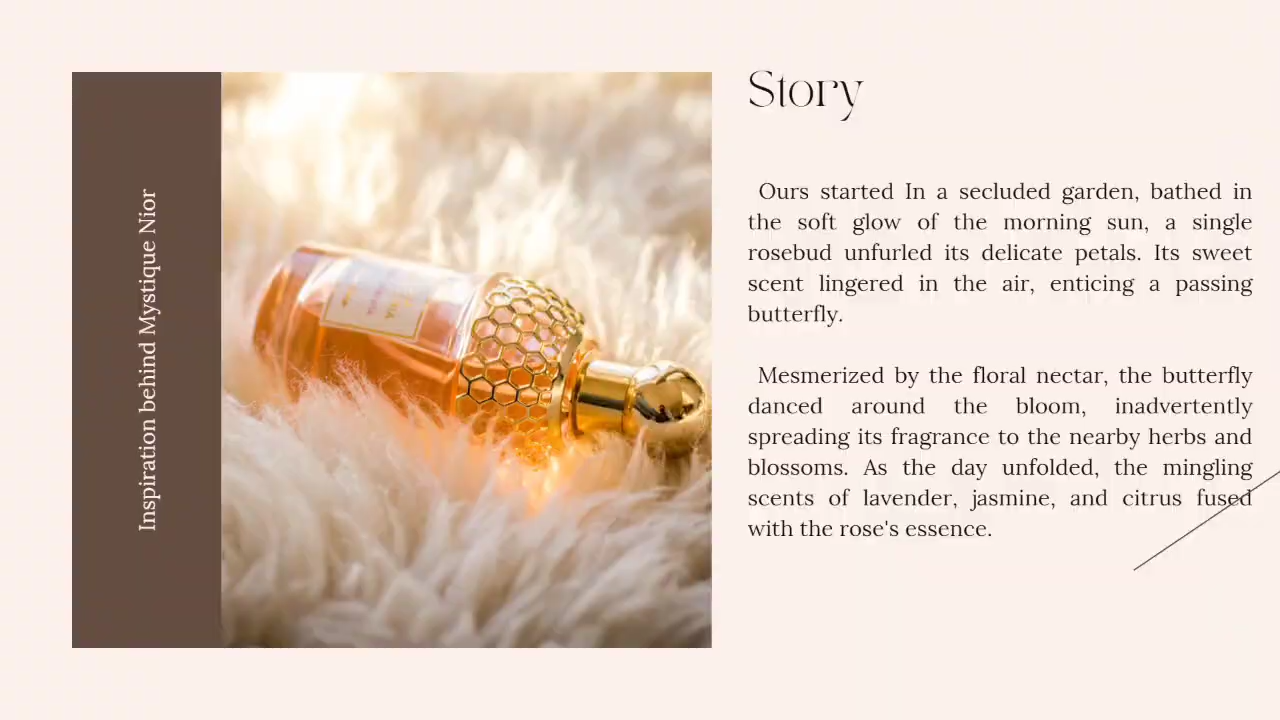 Inspiration behind Mystique Nior
Story
Ours started In a secluded garden, bathed in
the soft glow of the morning sun, a single
rosebud unfurled its delicate petals. Its sweet
scent lingered in the air, enticing a passing
butterfly.
Mesmerized by the floral nectar, the butterfly
danced around the bloom, inadvertently
spreading its fragrance to the nearby herbs and
blossoms. As the day unfolded, the mingling
scents of lavender, jasmine, and citrus fused
with the rose's essence.